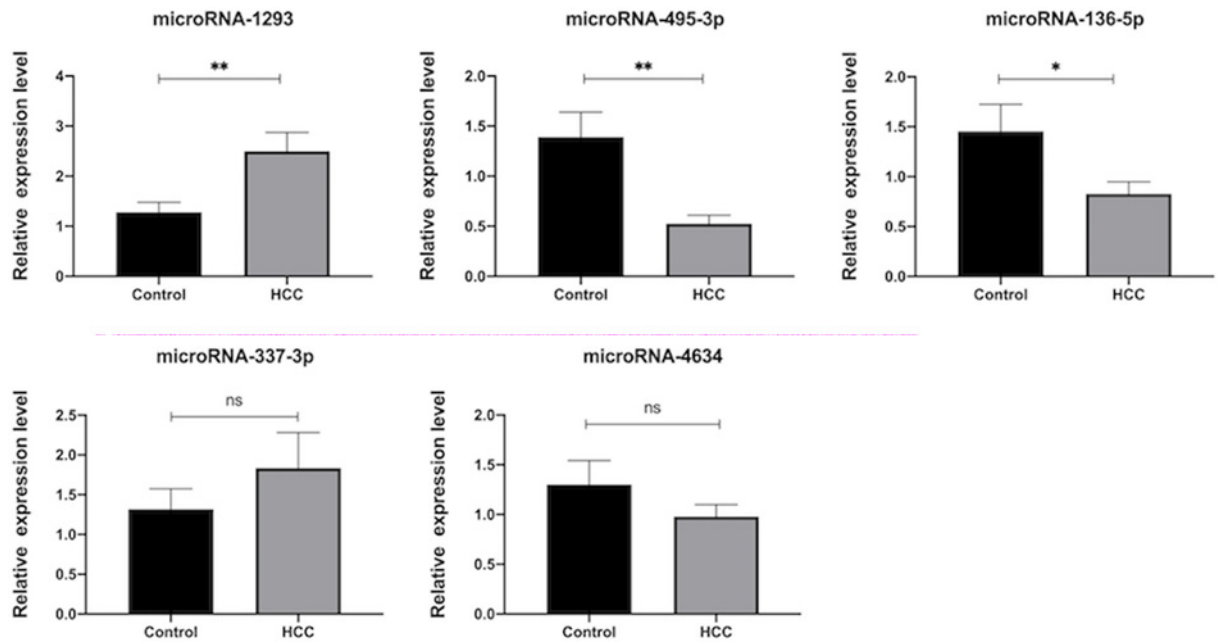 microRNA-1293
Relative expression level
4
3
2
1
0
**
Control
HCC
microRNA-495-3p
Relative expression level
2.0
1.5
1.0
0.5
0.0
**
Control
HCC
microRNA-136-5p
Relative expression level
2.0
1.5
1.0
0.5
0.0
*
Control
HCC
microRNA-337-3p
Relative expression level
2.5
2.0
1.5
1.0
0.5
0.0
ns
Control
HCC
microRNA-4634
Relative expression level
2.0
1.5
1.0
0.5
0.0
ns
Control
HCC